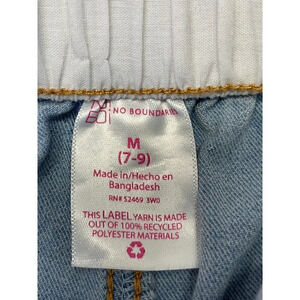 NO BOUNDARIES
M
(7-9)
Made in/Hecho en
Bangladesh
RN# 52469 3W0
THIS LABEL YARN IS MADE
OUT OF 100% RECYCLED
POLYESTER MATERIALS